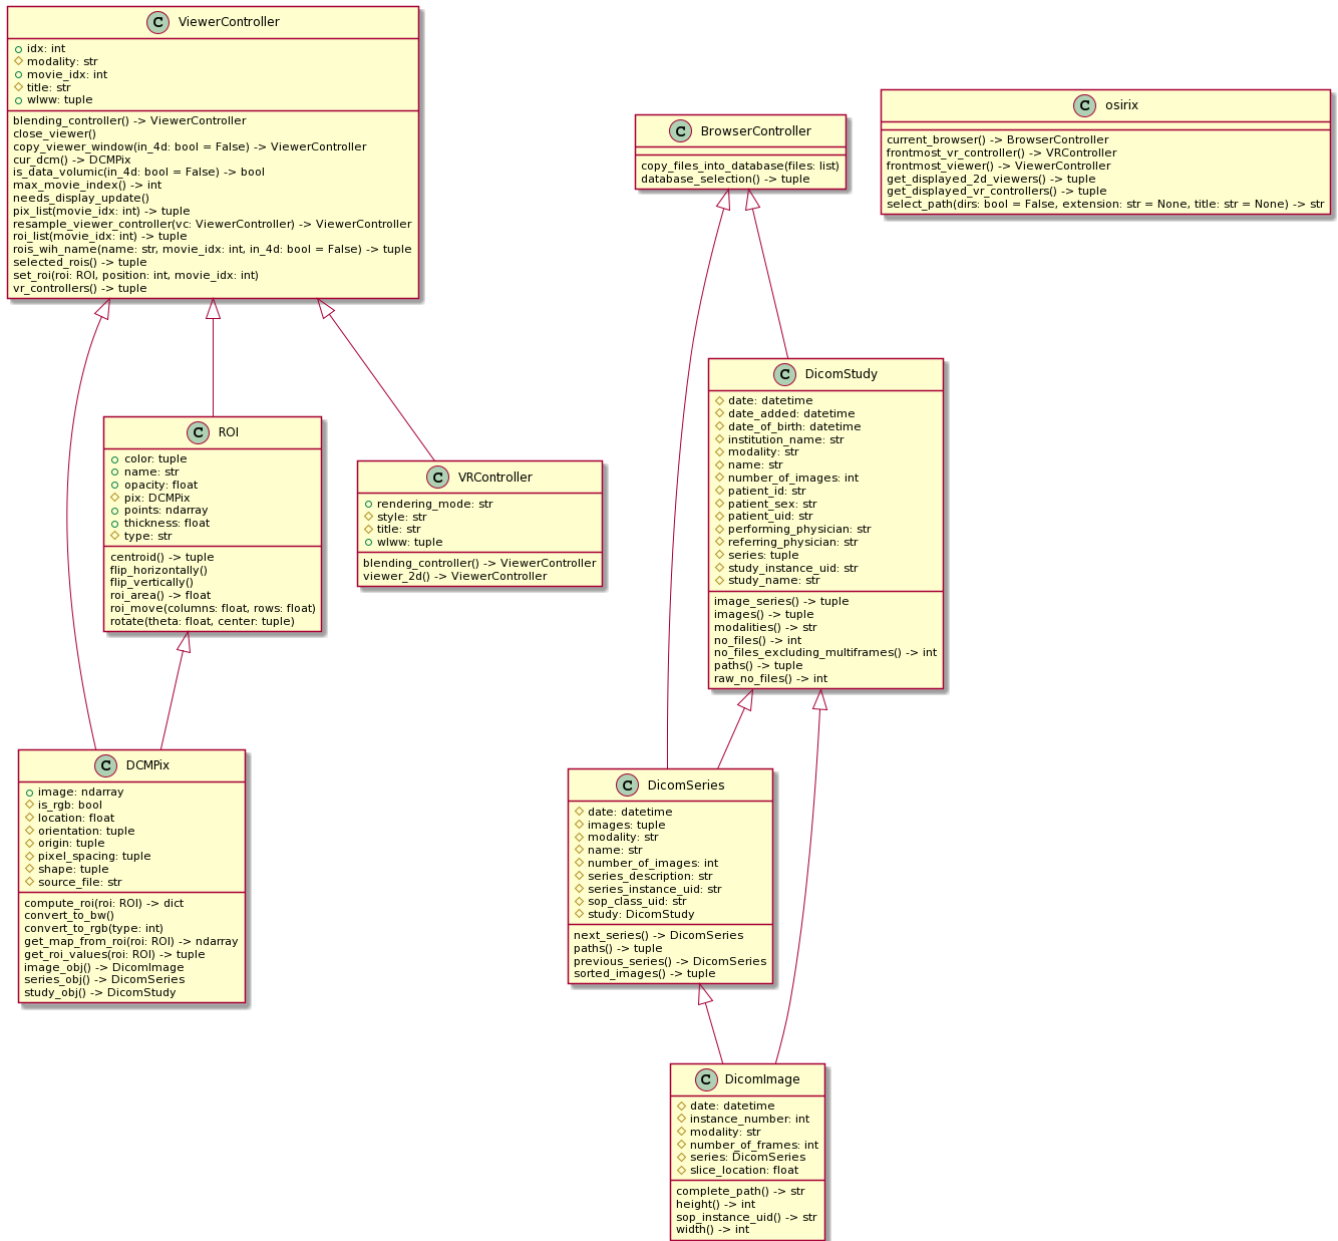 C ViewerController
idx: int
modality: str
movie_idx: int
title: str
wlww: tuple
blending_controller() -> ViewerController
close_viewer()
copy_viewer_window(in_4d: bool = False) -> ViewerController
cur_dcm() -> DCMPix
is_data_volumic(in_4d: bool = False) -> bool
max_movie_index() -> int
needs_display_update()
pix_list(movie_idx: int) -> tuple
resample_viewer_controller(vc: ViewerController) -> ViewerController
roi_list(movie_idx: int) -> tuple
rois_wih_name(name: str, movie_idx: int, in_4d: bool = False) -> tuple
selected_rois() -> tuple
set_roi(roi: ROI, position: int, movie_idx: int)
vr_controllers() -> tuple
C BrowserController
copy_files_into_database(files: list)
database_selection() -> tuple
C osirix
current_browser() -> BrowserController
frontmost_vr_controller() -> VRController
frontmost_viewer() -> ViewerController
get_displayed_2d_viewers() -> tuple
get_displayed_vr_controllers() -> tuple
select_path(dirs: bool = False, extension: str = None, title: str = None) -> str
C ROI
color: tuple
name: str
opacity: float
pix: DCMPix
points: ndarray
thickness: float
type: str
centroid() -> tuple
flip_horizontally()
flip_vertically()
roi_area() -> float
roi_move(columns: float, rows: float)
rotate(theta: float, center: tuple)
C VRController
rendering_mode: str
style: str
title: str
wlww: tuple
blending_controller() -> ViewerController
viewer_2d() -> ViewerController
C DicomStudy
date: datetime
date_added: datetime
date_of_birth: datetime
institution_name: str
modality: str
name: str
number_of_images: int
patient_id: str
patient_sex: str
patient_uid: str
performing_physician: str
referring_physician: str
series: tuple
study_instance_uid: str
study_name: str
image_series() -> tuple
images() -> tuple
modalities() -> str
no_files() -> int
no_files_excluding_multiframes() -> int
paths() -> tuple
raw_no_files() -> int
C DCMPix
image: ndarray
is_rgb: bool
location: float
orientation: tuple
origin: tuple
pixel_spacing: tuple
shape: tuple
source_file: str
compute_roi(roi: ROI) -> dict
convert_to_bw()
convert_to_rgb(type: int)
get_map_from_roi(roi: ROI) -> ndarray
get_roi_values(roi: ROI) -> tuple
image_obj() -> DicomImage
series_obj() -> DicomSeries
study_obj() -> DicomStudy
C DicomSeries
date: datetime
images: tuple
modality: str
name: str
number_of_images: int
series_description: str
series_instance_uid: str
sop_class_uid: str
study: DicomStudy
next_series() -> DicomSeries
paths() -> tuple
previous_series() -> DicomSeries
sorted_images() -> tuple
C DicomImage
date: datetime
instance_number: int
modality: str
number_of_frames: int
series: DicomSeries
slice_location: float
complete_path() -> str
height() -> int
sop_instance_uid() -> str
width() -> int